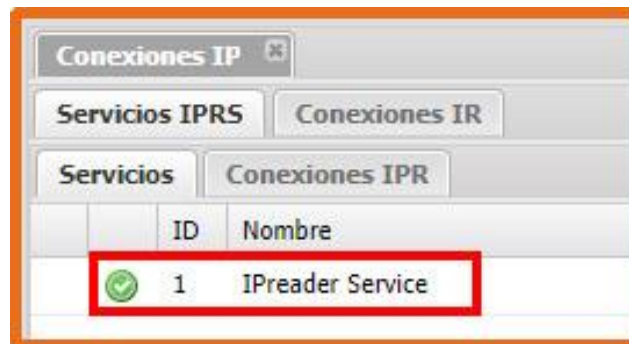 Conexiones IP
Servicios IPRS Conexiones IR
Servicios Conexiones IPR
ID Nombre
1 IPreader Service